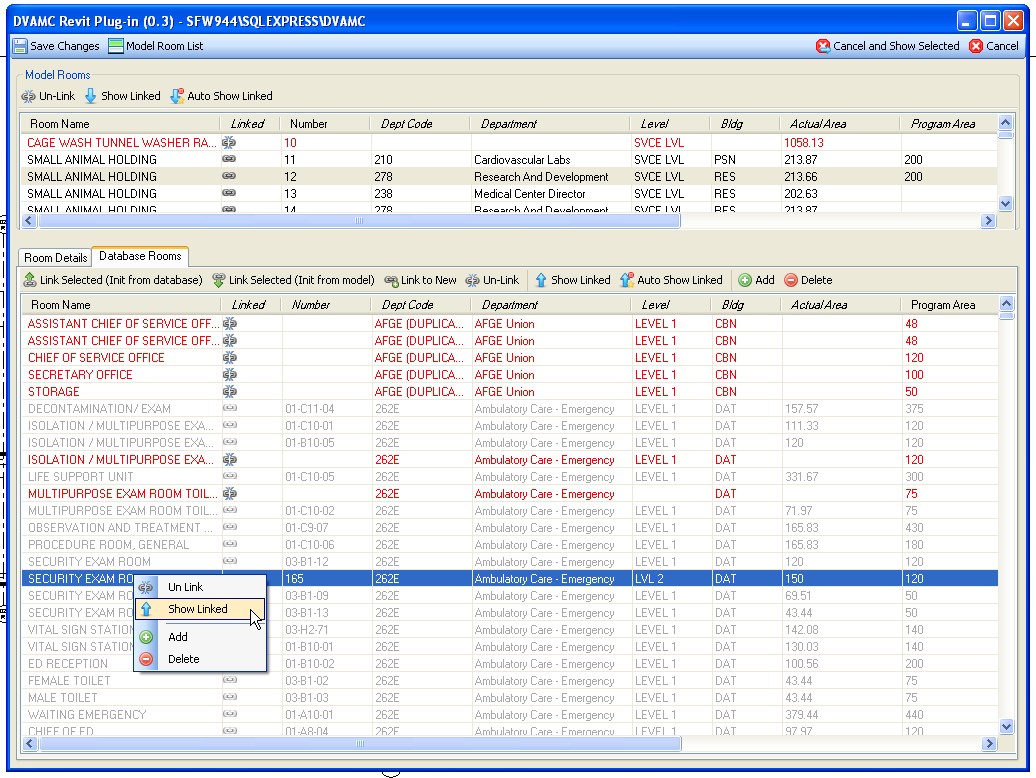 DVAMC Revit Plug-in (0.3) - SFW944\SQLEXPRESS\DVAMC
Save Changes Model Room List Cancel and Show Selected Cancel
Model Rooms
Un-Link Show Linked Auto Show Linked
Room Name Linked Number Dept Code Department Level Bldg Actual Area Program Area
CAGE WASH TUNNEL WASHER RA... 10 SVCE LVL 1058.13
SMALL ANIMAL HOLDING 11 210 Cardiovascular Labs SVCE LVL PSN 213.87 200
SMALL ANIMAL HOLDING 12 278 Research And Development SVCE LVL RES 213.66 200
SMALL ANIMAL HOLDING 13 238 Medical Center Director SVCE LVL RES 202.63
SMALL ANIMAL HOLDING 14 278 Research And Development SVCE LVL RES 213.87
Room Details Database Rooms
Link Selected (Init from database) Link Selected (Init from model) Link to New Un-Link Show Linked Auto Show Linked Add Delete
Room Name Linked Number Dept Code Department Level Bldg Actual Area Program Area
ASSISTANT CHIEF OF SERVICE OFF... AFGE (DUPLICA... AFGE Union LEVEL 1 CBN 48
ASSISTANT CHIEF OF SERVICE OFF... AFGE (DUPLICA... AFGE Union LEVEL 1 CBN 48
CHIEF OF SERVICE OFFICE AFGE (DUPLICA... AFGE Union LEVEL 1 CBN 120
SECRETARY OFFICE AFGE (DUPLICA... AFGE Union LEVEL 1 CBN 100
STORAGE AFGE (DUPLICA... AFGE Union LEVEL 1 CBN 50
DECONTAMINATION/ EXAM 01-C11-04 262E Ambulatory Care - Emergency LEVEL 1 DAT 157.57 375
ISOLATION / MULTIPURPOSE EXA... 01-C10-01 262E Ambulatory Care - Emergency LEVEL 1 DAT 111.33 120
ISOLATION / MULTIPURPOSE EXA... 01-B10-05 262E Ambulatory Care - Emergency LEVEL 1 DAT 120 120
ISOLATION / MULTIPURPOSE EXA... 262E Ambulatory Care - Emergency LEVEL 1 DAT 120
LIFE SUPPORT UNIT 01-C10-05 262E Ambulatory Care - Emergency LEVEL 1 DAT 331.67 300
MULTIPURPOSE EXAM ROOM TOIL... 262E Ambulatory Care - Emergency DAT 75
MULTIPURPOSE EXAM ROOM TOIL... 01-C10-02 262E Ambulatory Care - Emergency LEVEL 1 DAT 71.97 75
OBSERVATION AND TREATMENT ... 01-C9-07 262E Ambulatory Care - Emergency LEVEL 1 DAT 165.83 430
PROCEDURE ROOM, GENERAL 01-C10-06 262E Ambulatory Care - Emergency LEVEL 1 DAT 165.83 180
SECURITY EXAM ROOM 03-B1-12 262E Ambulatory Care - Emergency LEVEL 1 DAT 120 120
SECURITY EXAM RO 165 262E Ambulatory Care - Emergency LVL 2 DAT 150 120
SECURITY EXAM RO 03-B1-09 262E Ambulatory Care - Emergency LEVEL 1 DAT 69.51 50
SECURITY EXAM RO 03-B1-13 262E Ambulatory Care - Emergency LEVEL 1 DAT 43.44 50
VITAL SIGN STATION 03-H2-71 262E Ambulatory Care - Emergency LEVEL 1 DAT 142.08 140
VITAL SIGN STATION 01-B10-01 262E Ambulatory Care - Emergency LEVEL 1 DAT 130.03 140
ED RECEPTION 01-B10-02 262E Ambulatory Care - Emergency LEVEL 1 DAT 100.56 200
FEMALE TOILET 03-B1-02 262E Ambulatory Care - Emergency LEVEL 1 DAT 43.44 75
MALE TOILET 03-B1-03 262E Ambulatory Care - Emergency LEVEL 1 DAT 43.44 75
WAITING EMERGENCY 01-A10-01 262E Ambulatory Care - Emergency LEVEL 1 DAT 379.44 440
CHIEF OF ED 01-A8-04 262E Ambulatory Care - Emergency LEVEL 1 DAT 97.97 120
Un Link
Show Linked
Add
Delete